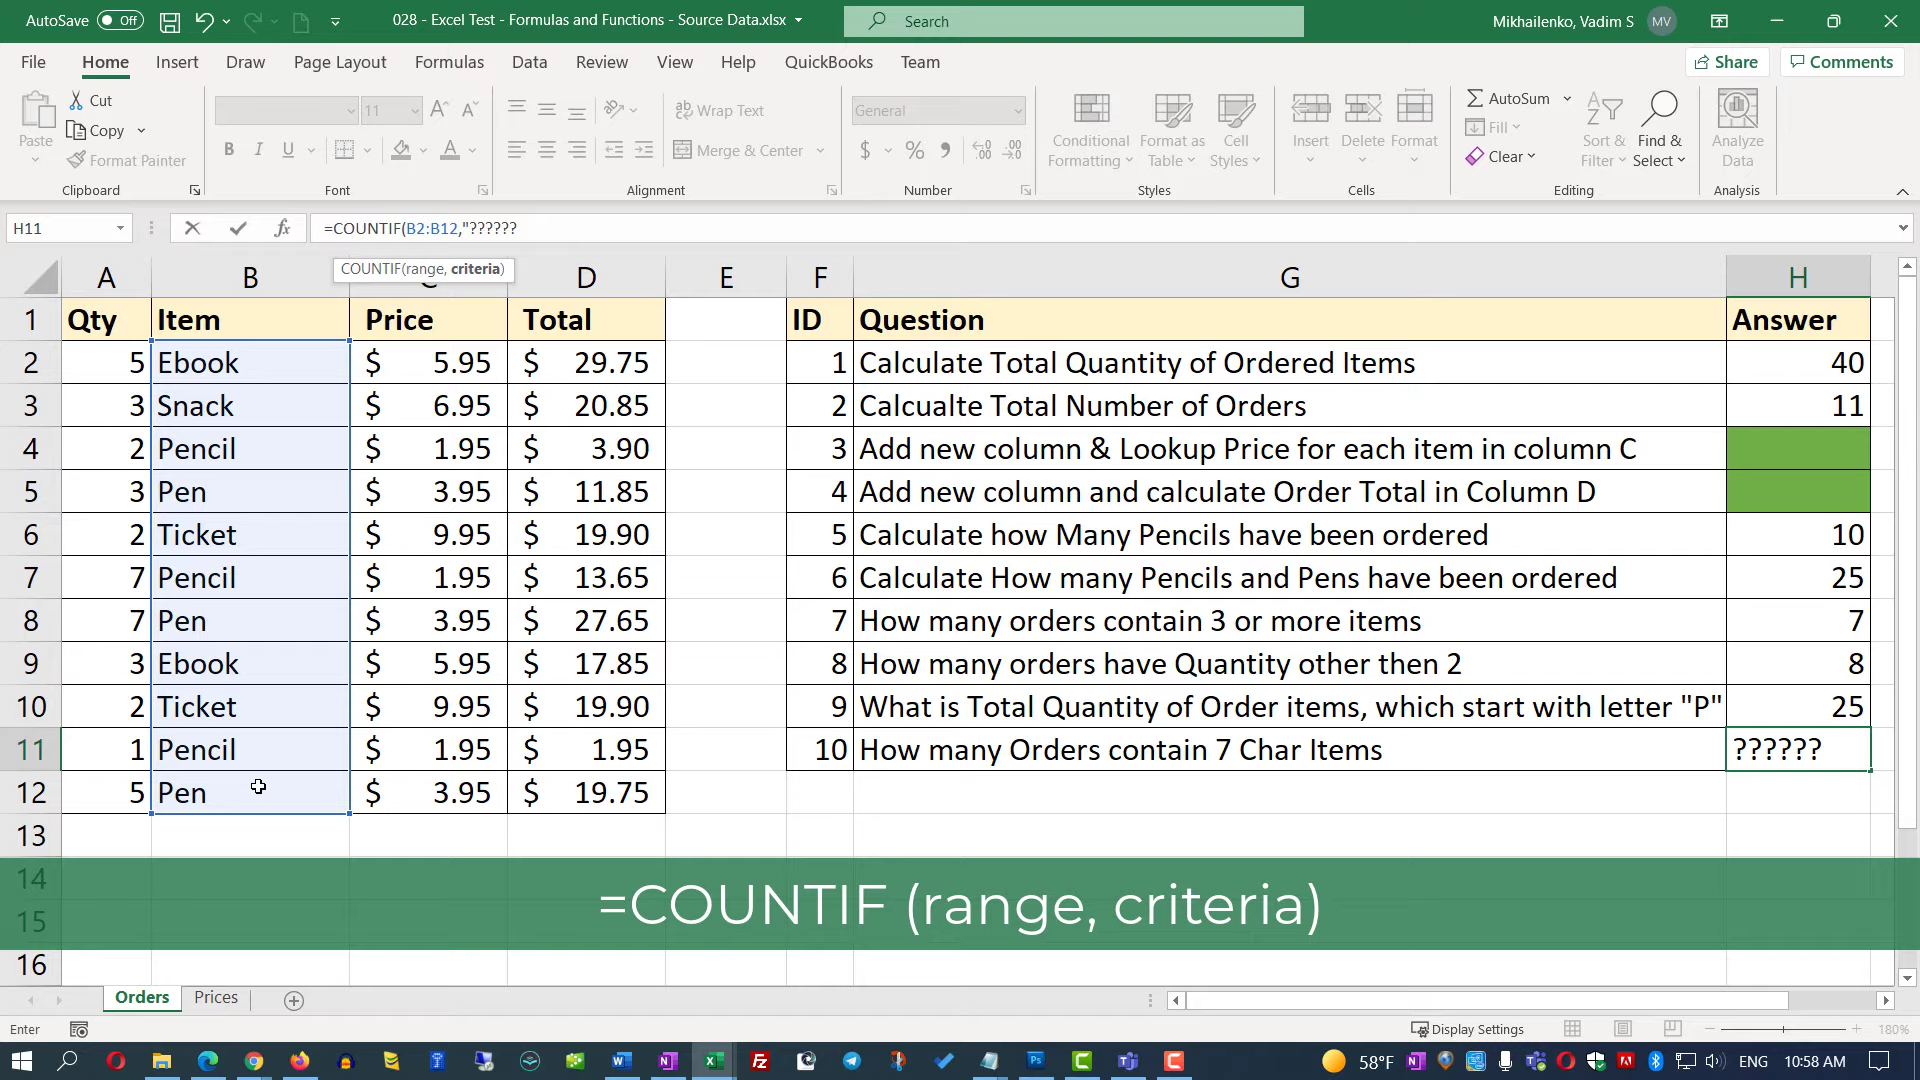 AutoSave Off
028 - Excel Test - Formulas and Functions - Source Data.xlsx
Search
Mikhailenko, Vadim S MV
File Home Insert Draw Page Layout Formulas Data Review View Help QuickBooks Team
Share Comments
Paste
Cut
Copy
Format Painter
Clipboard
11
B I U
Font
Wrap Text
Merge & Center
Alignment
General
$ % 9
Number
Conditional Formatting
Format as Table
Cell Styles
Styles
Insert Delete Format
Cells
AutoSum
Fill
Clear
Sort & Filter
Find & Select
Editing
Analyze Data
Analysis
H11
fx
=COUNTIF(B2:B12,"??????
COUNTIF(range, criteria)
A B C D E F G H
1 Qty Item Price Total ID Question Answer
2 5 Ebook $ 5.95 $ 29.75 1 Calculate Total Quantity of Ordered Items 40
3 3 Snack $ 6.95 $ 20.85 2 Calcualte Total Number of Orders 11
4 2 Pencil $ 1.95 $ 3.90 3 Add new column & Lookup Price for each item in column C
5 3 Pen $ 3.95 $ 11.85 4 Add new column and calculate Order Total in Column D
6 2 Ticket $ 9.95 $ 19.90 5 Calculate how Many Pencils have been ordered 10
7 7 Pencil $ 1.95 $ 13.65 6 Calculate How many Pencils and Pens have been ordered 25
8 7 Pen $ 3.95 $ 27.65 7 How many orders contain 3 or more items 7
9 3 Ebook $ 5.95 $ 17.85 8 How many orders have Quantity other then 2 8
10 2 Ticket $ 9.95 $ 19.90 9 What is Total Quantity of Order items, which start with letter "P" 25
11 1 Pencil $ 1.95 $ 1.95 10 How many Orders contain 7 Char Items ??????
12 5 Pen $ 3.95 $ 19.75
13
14
=COUNTIF (range, criteria)
15
16
Orders Prices
Enter
Display Settings
180%
58°F
ENG
10:58 AM